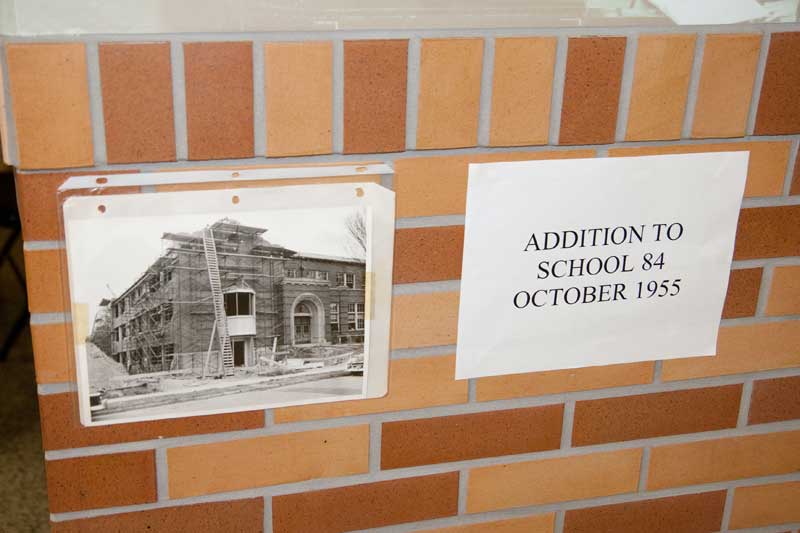 ADDITION TO
SCHOOL 84
OCTOBER 1955